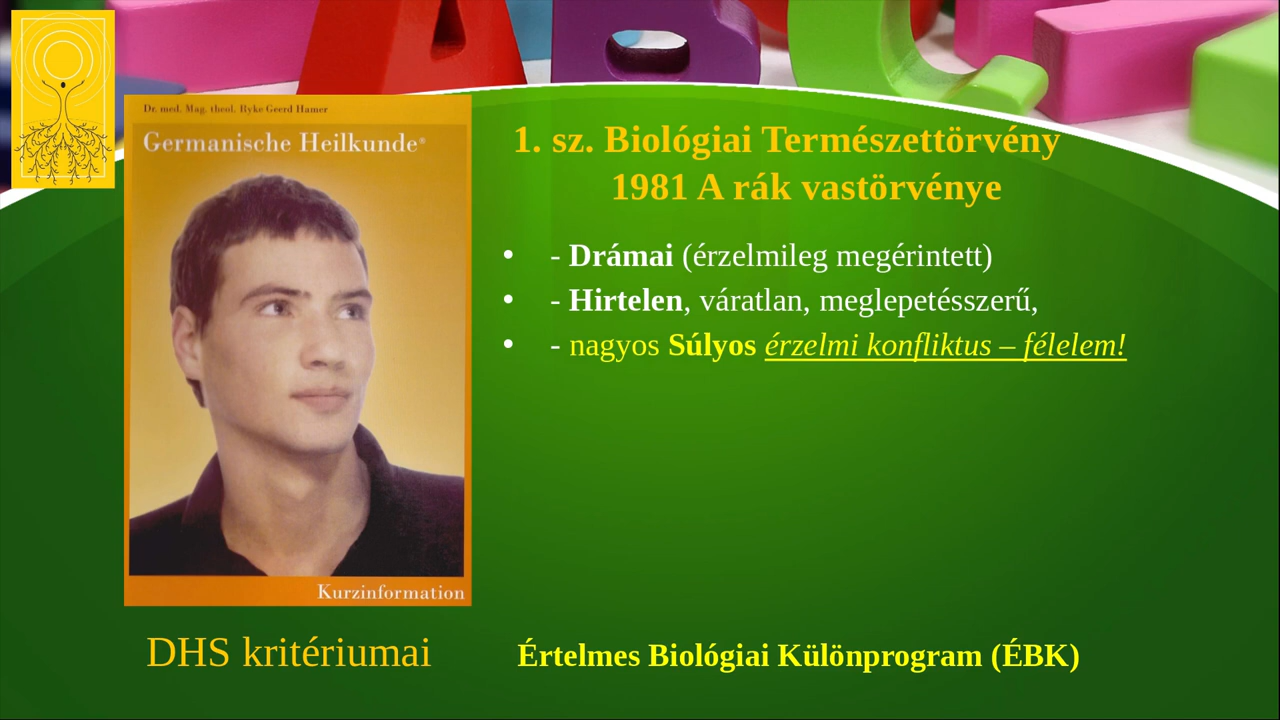 Dr. med. Mag. theol. Ryke Geerd Hamer
Germanische Heilkunde®
Kurzinformation
1. sz. Biológiai Természettörvény
1981 A rák vastörvénye
• - Drámai (érzelmileg megérintett)
• - Hirtelen, váratlan, meglepetésszerű,
• - nagyos Súlyos érzelmi konfliktus – félelem!
DHS kritériumai
Értelmes Biológiai Különprogram (ÉBK)